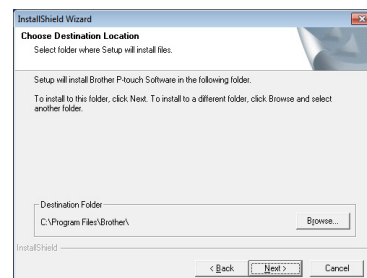 InstallShield Wizard
Choose Destination Location
Select folder where Setup will install files.
Setup will install Brother P-touch Software in the following folder.
To install to this folder, click Next. To install to a different folder, click Browse and select
another folder.
Destination Folder
C:\Program Files\Brother\
Browse...
InstallShield
< Back
Next >
Cancel